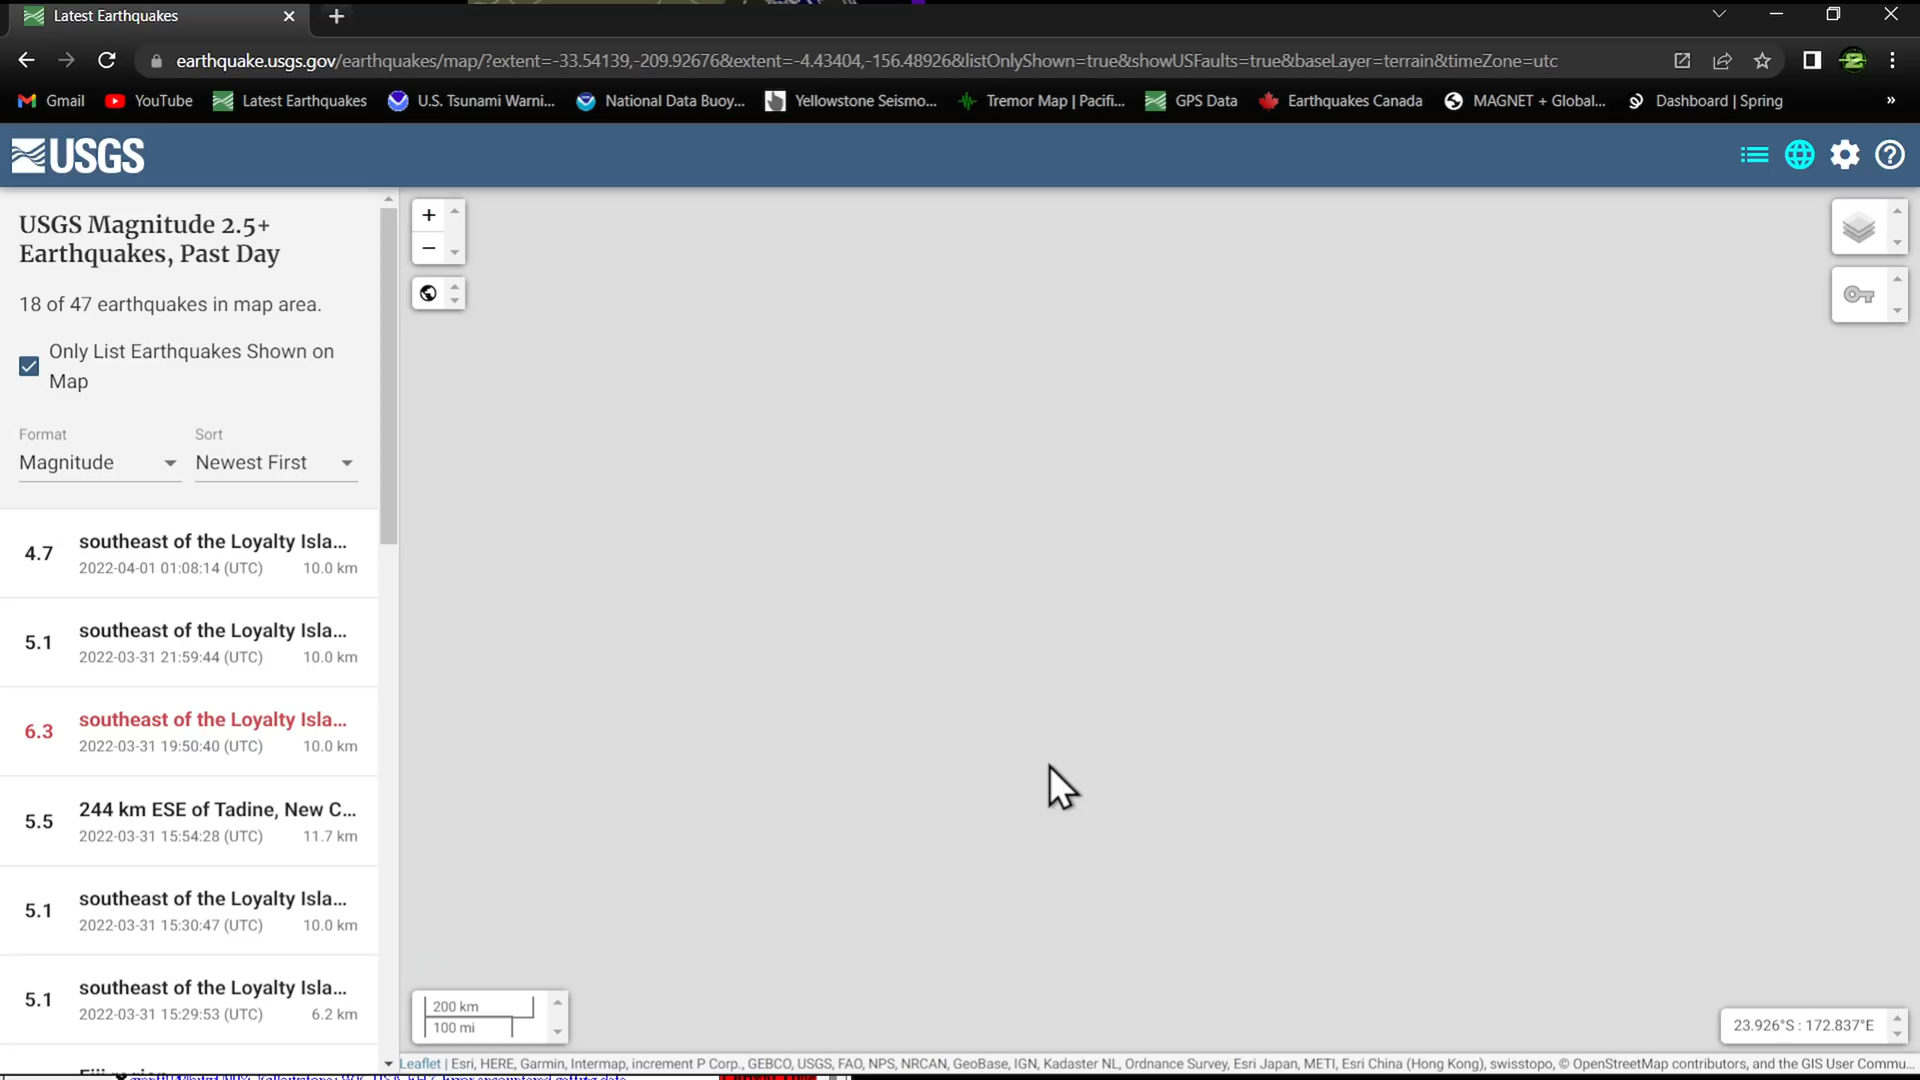 Latest Earthquakes
earthquake.usgs.gov/earthquakes/map/?extent=-33.54139,-209.92676&extent=-4.43404,-156.48926&listOnlyShown=true&showUSFaults=true&baseLayer=terrain&timeZone=utc
Gmail YouTube Latest Earthquakes U.S. Tsunami Warni... National Data Buoy... Yellowstone Seismo... Tremor Map | Pacifi... GPS Data Earthquakes Canada MAGNET + Global... Dashboard | Spring »
USGS
USGS Magnitude 2.5+
Earthquakes, Past Day
18 of 47 earthquakes in map area.
Only List Earthquakes Shown on
Map
Format Sort
Magnitude Newest First
4.7 southeast of the Loyalty Isla...
2022-04-01 01:08:14 (UTC) 10.0 km
5.1 southeast of the Loyalty Isla...
2022-03-31 21:59:44 (UTC) 10.0 km
6.3 southeast of the Loyalty Isla...
2022-03-31 19:50:40 (UTC) 10.0 km
5.5 244 km ESE of Tadine, New C...
2022-03-31 15:54:28 (UTC) 11.7 km
5.1 southeast of the Loyalty Isla...
2022-03-31 15:30:47 (UTC) 10.0 km
5.1 southeast of the Loyalty Isla...
2022-03-31 15:29:53 (UTC) 6.2 km
+
−
200 km
100 mi
23.926°S : 172.837°E
Leaflet | Esri, HERE, Garmin, Intermap, increment P Corp., GEBCO, USGS, FAO, NPS, NRCAN, GeoBase, IGN, Kadaster NL, Ordnance Survey, Esri Japan, METI, Esri China (Hong Kong), swisstopo, © OpenStreetMap contributors, and the GIS User Commu...